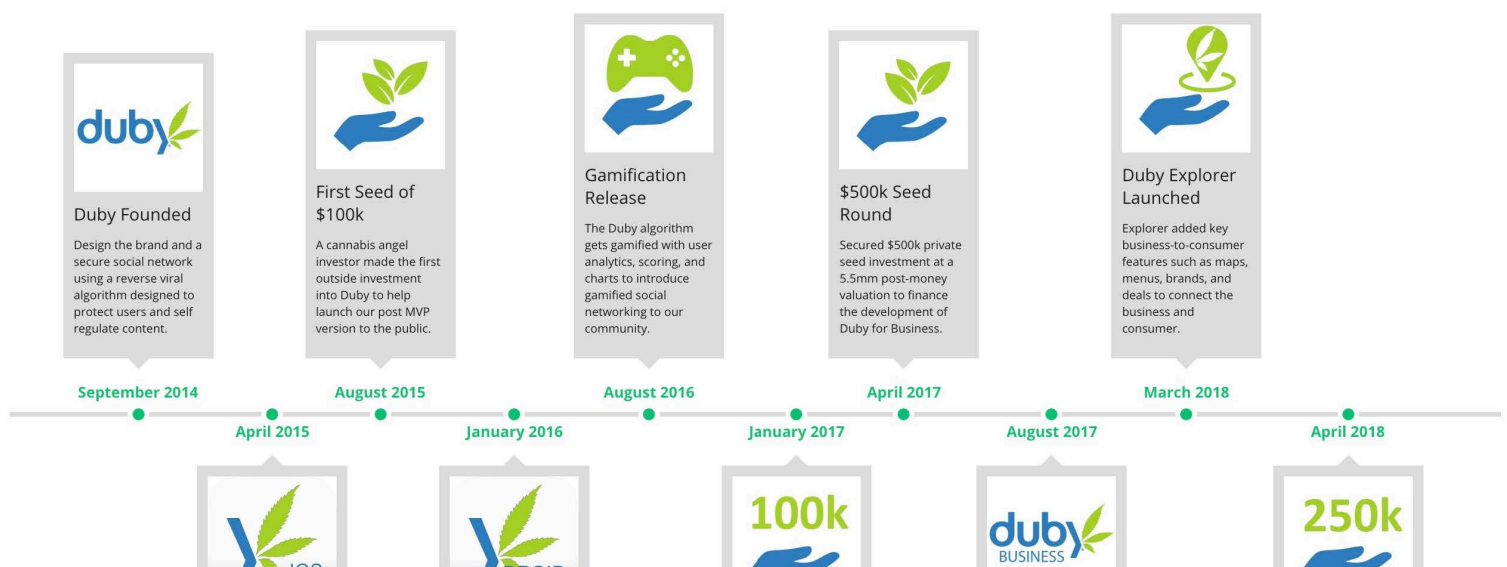 duby
Duby Founded
Design the brand and a
secure social network
using a reverse viral
algorithm designed to
protect users and self
regulate content.
September 2014
First Seed of
$100k
A cannabis angel
investor made the first
outside investment
into Duby to help
launch our post MVP
version to the public.
August 2015
Gamification
Release
The Duby algorithm
gets gamified with user
analytics, scoring, and
charts to introduce
gamified social
networking to our
community.
August 2016
$500k Seed
Round
Secured $500k private
seed investment at a
5.5mm post-money
valuation to finance
the development of
Duby for Business.
April 2017
Duby Explorer
Launched
Explorer added key
business-to-consumer
features such as maps,
menus, brands, and
deals to connect the
business and
consumer.
March 2018
April 2015
January 2016
January 2017
100k
August 2017
duby
BUSINESS
April 2018
250k